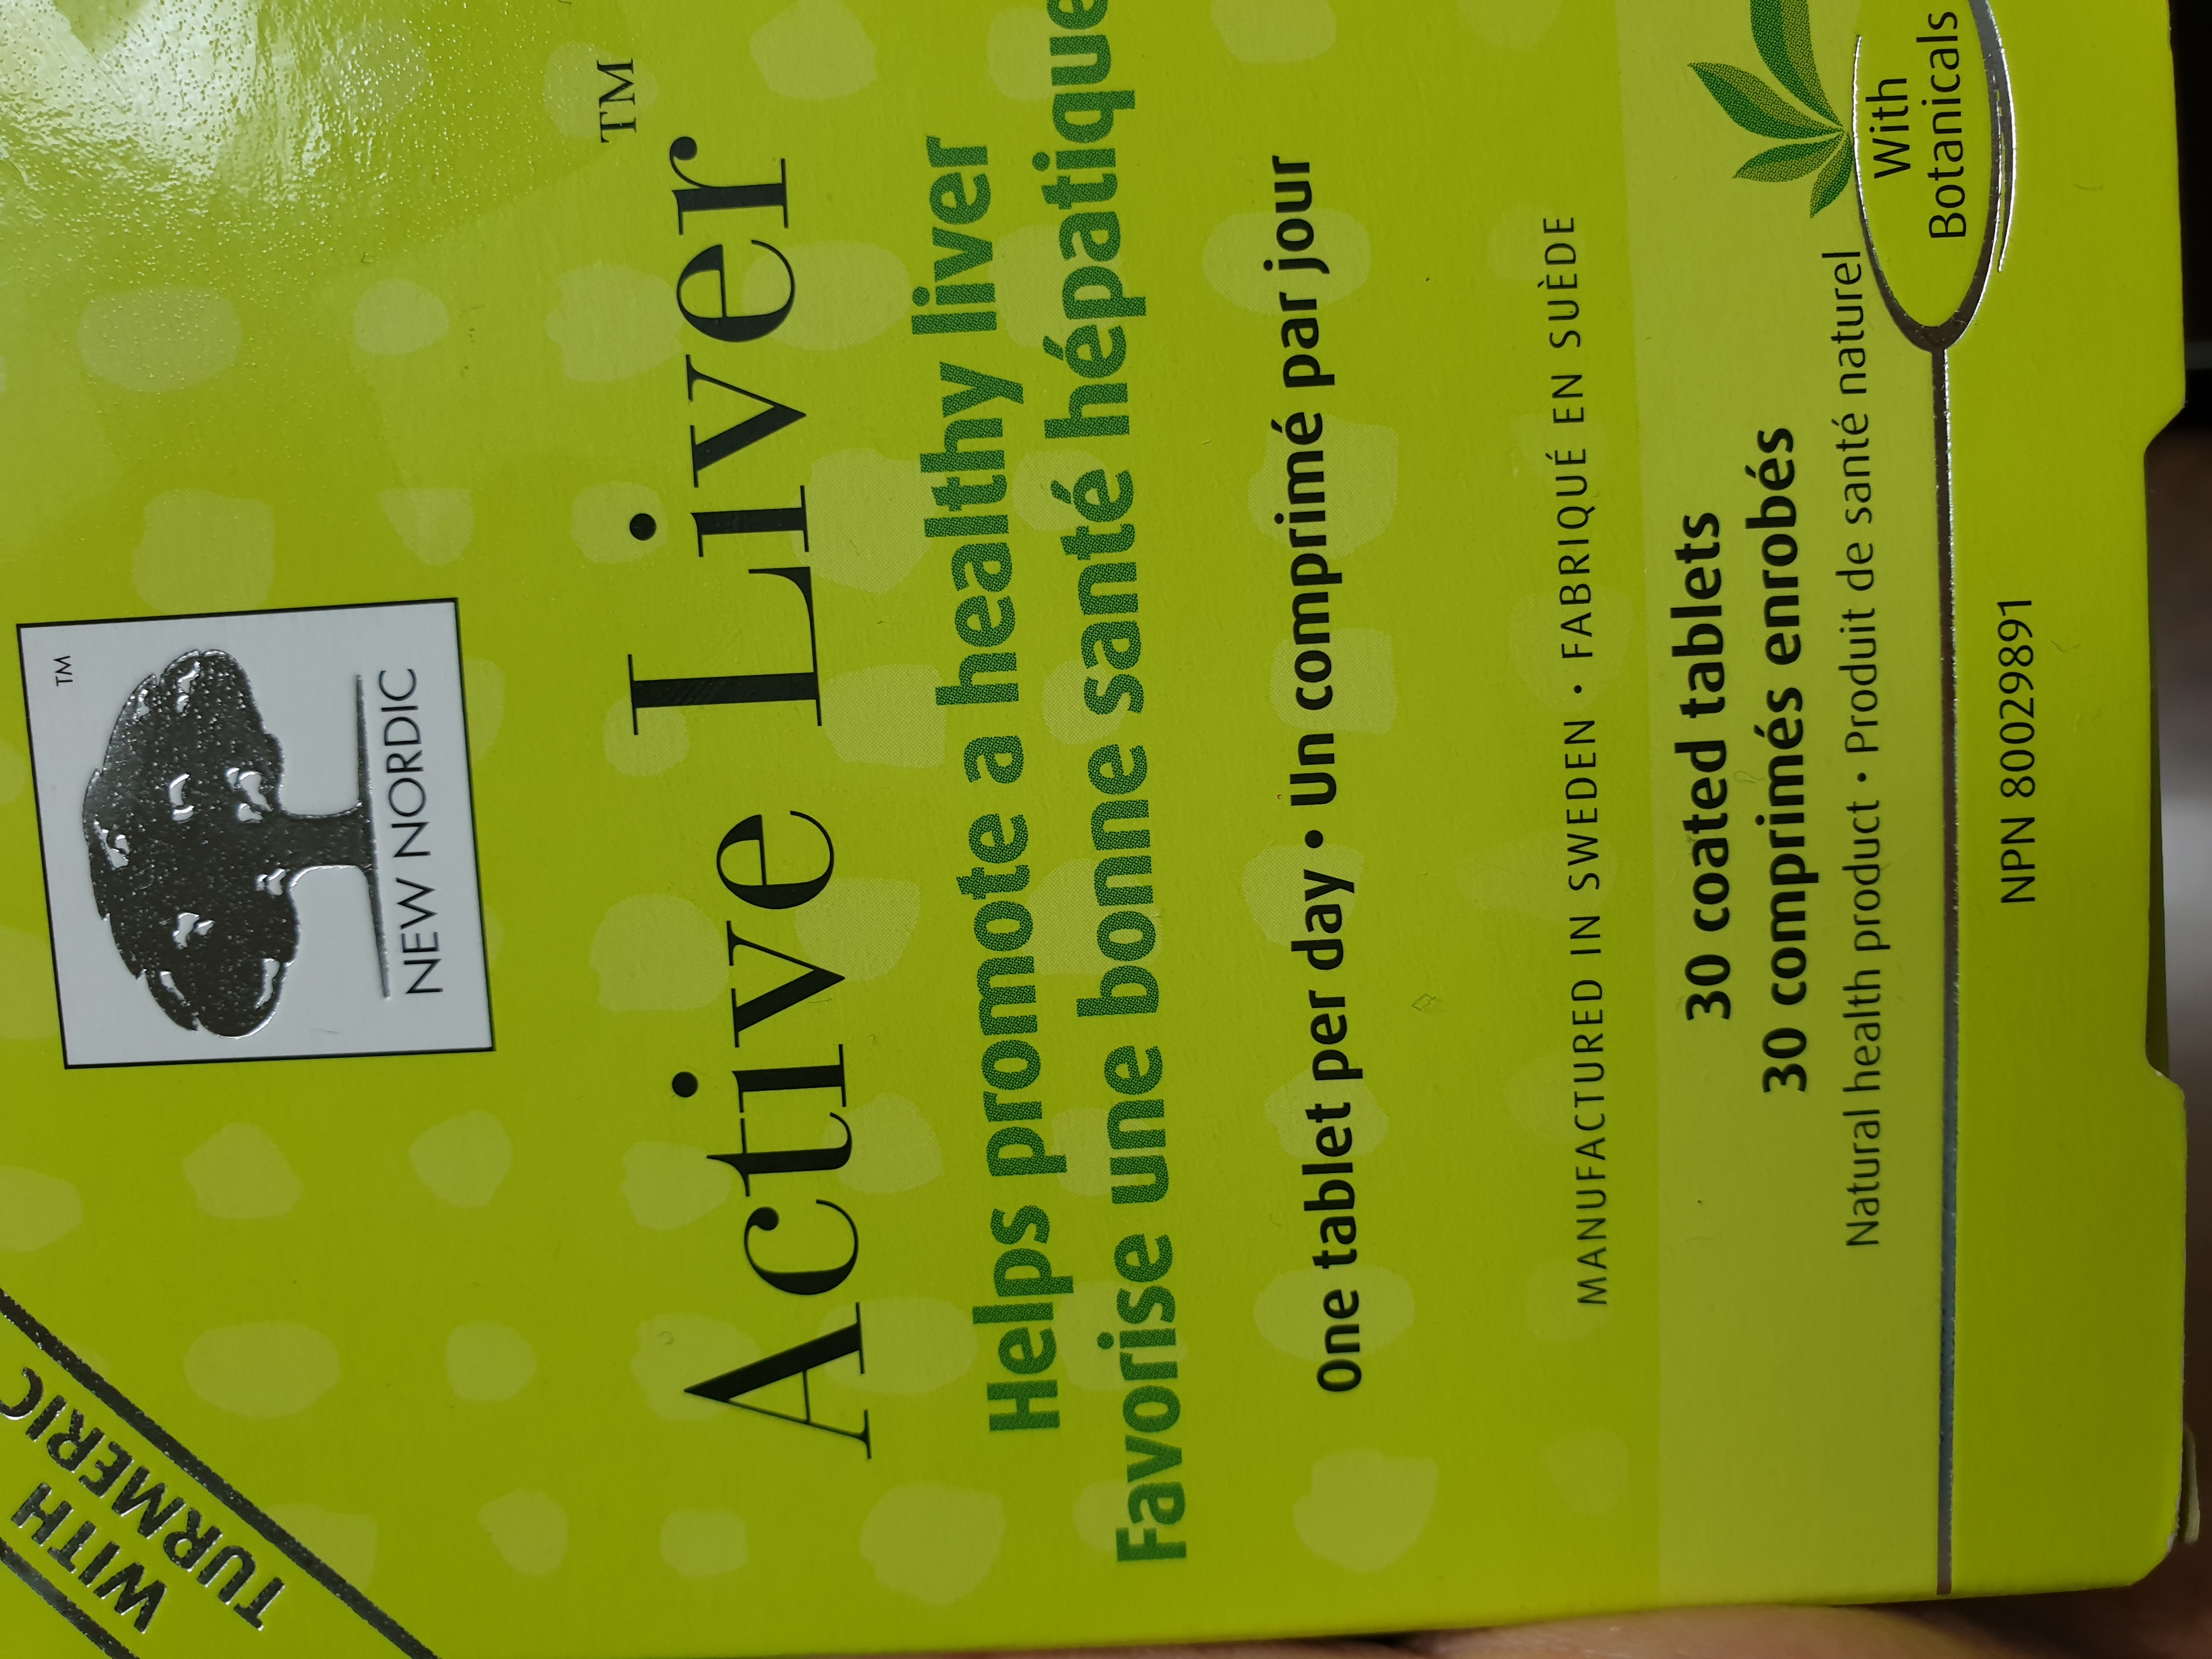 WITH
TURMERIC
TM
NEW NORDIC
Active Liver™
Helps promote a healthy liver
Favorise une bonne santé hépatique
One tablet per day • Un comprimé par jour
MANUFACTURED IN SWEDEN • FABRIQUÉ EN SUÈDE
30 coated tablets
30 comprimés enrobés
Natural health product • Produit de santé naturel
With
Botanicals
NPN 80029891